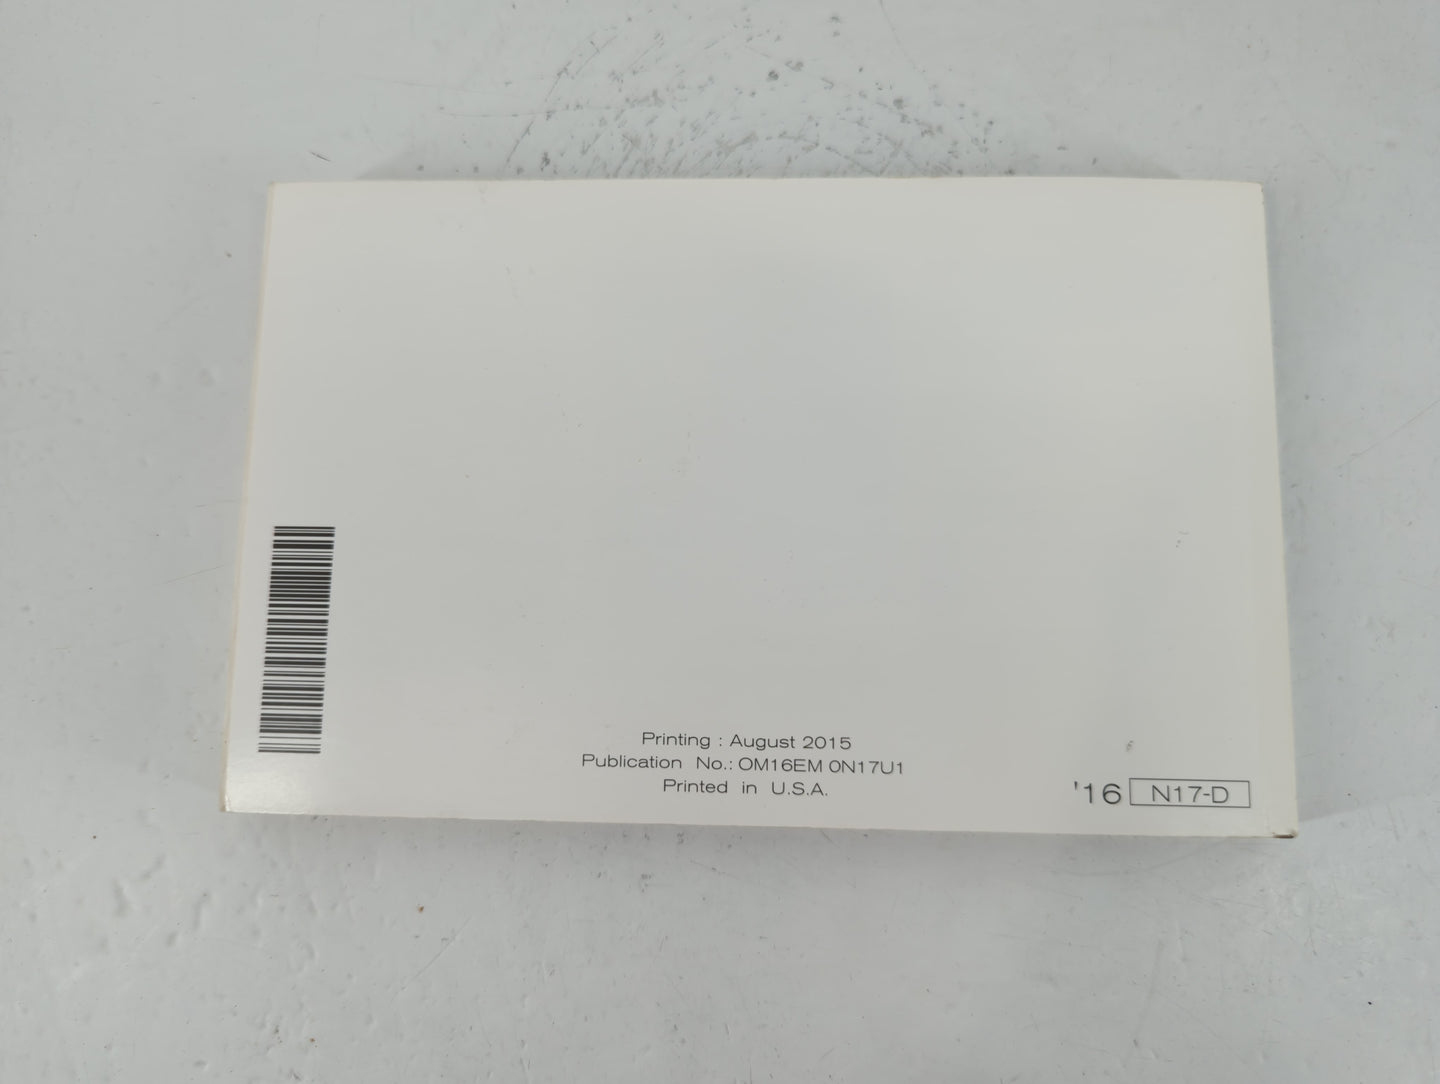 Printing : August 2015
Publication No.: OM16EM 0N17U1
Printed in U.S.A.
'16 N17-D